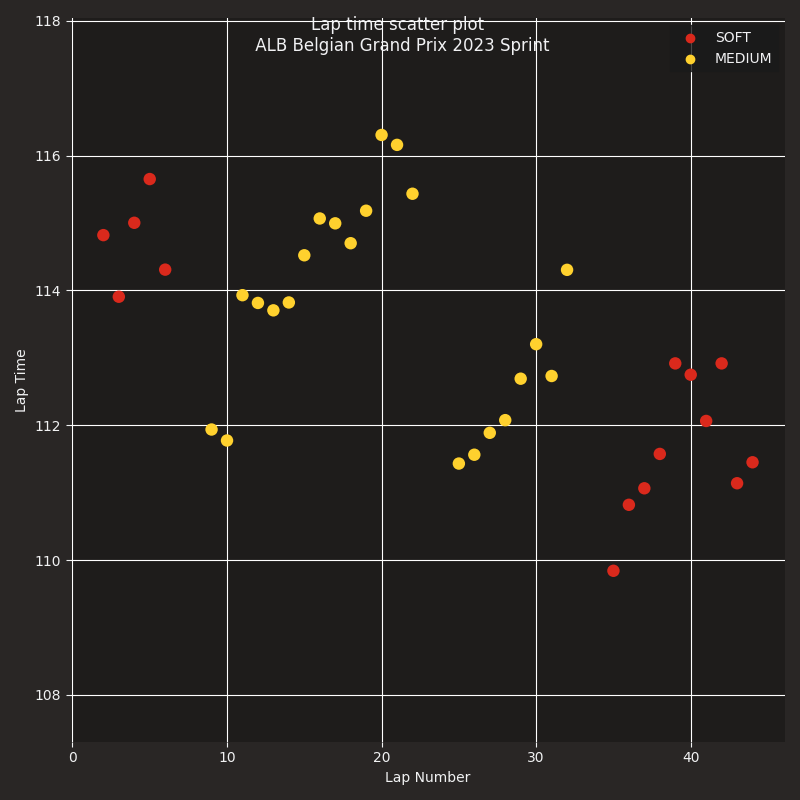 Lap time scatter plot
ALB Belgian Grand Prix 2023 Sprint
SOFT
MEDIUM
118
116
114
112
110
108
Lap Time
0 10 20 30 40
Lap Number